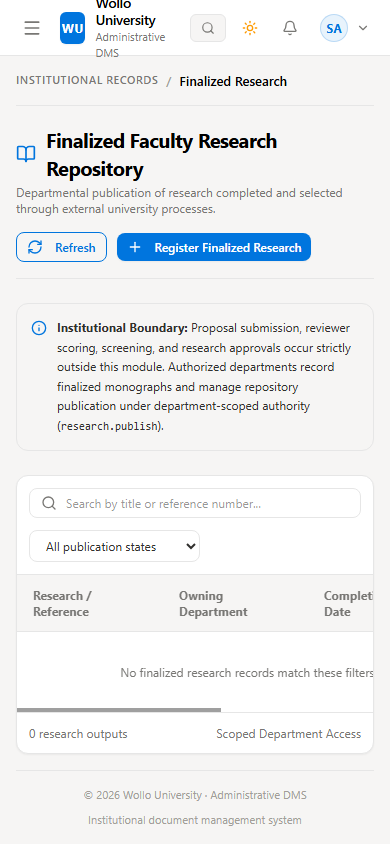 Wollo
University
WU
Administrative
DMS
SA
INSTITUTIONAL RECORDS / Finalized Research
Finalized Faculty Research
Repository
Departmental publication of research completed and selected
through external university processes.
Refresh
Register Finalized Research
Institutional Boundary: Proposal submission, reviewer
scoring, screening, and research approvals occur strictly
outside this module. Authorized departments record
finalized monographs and manage repository
publication under department-scoped authority
(research.publish).
Search by title or reference number...
All publication states
Research / Owning Complet
Reference Department Date
No finalized research records match these filters
0 research outputs Scoped Department Access
© 2026 Wollo University · Administrative DMS
Institutional document management system